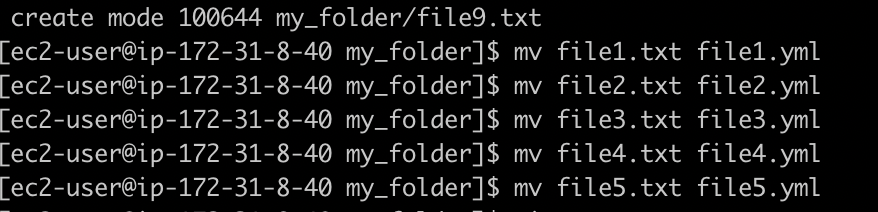 create mode 100644 my_folder/file9.txt
[ec2-user@ip-172-31-8-40 my_folder]$ mv file1.txt file1.yml
[ec2-user@ip-172-31-8-40 my_folder]$ mv file2.txt file2.yml
[ec2-user@ip-172-31-8-40 my_folder]$ mv file3.txt file3.yml
[ec2-user@ip-172-31-8-40 my_folder]$ mv file4.txt file4.yml
[ec2-user@ip-172-31-8-40 my_folder]$ mv file5.txt file5.yml